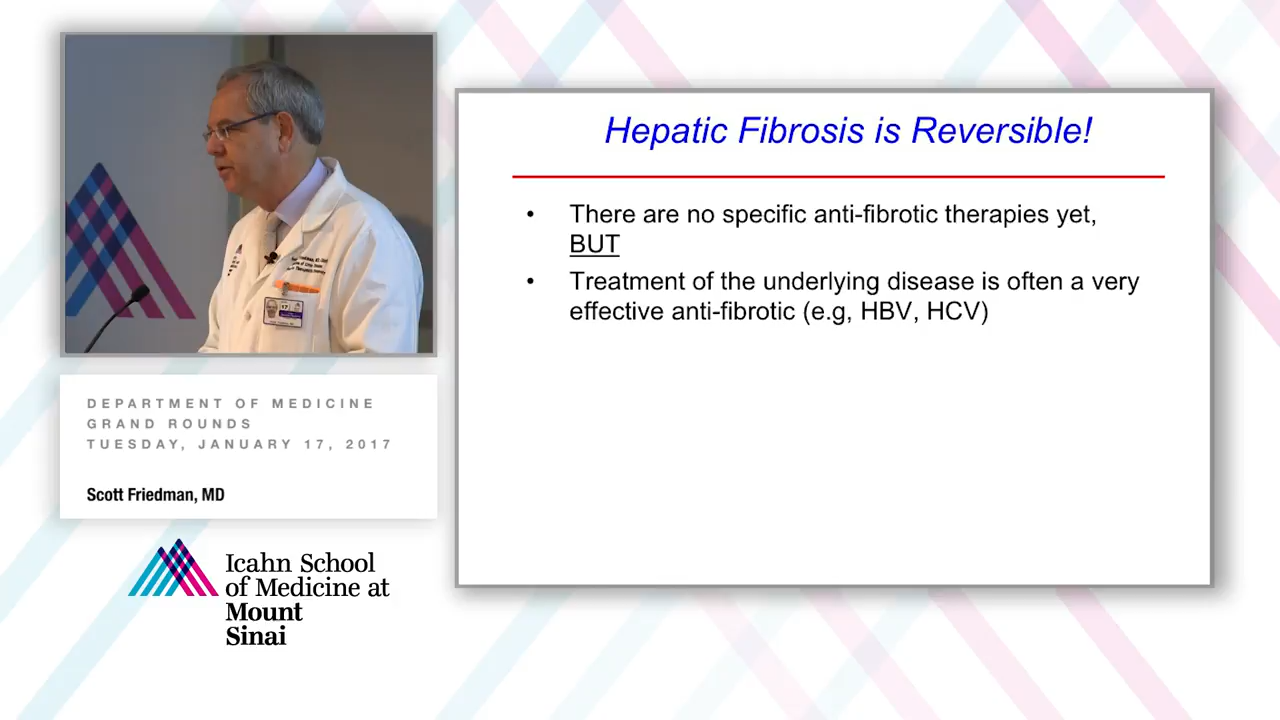 Hepatic Fibrosis is Reversible!
• There are no specific anti-fibrotic therapies yet,
BUT
• Treatment of the underlying disease is often a very
effective anti-fibrotic (e.g, HBV, HCV)
DEPARTMENT OF MEDICINE
GRAND ROUNDS
TUESDAY, JANUARY 17, 2017
Scott Friedman, MD
Icahn School
of Medicine at
Mount
Sinai
17